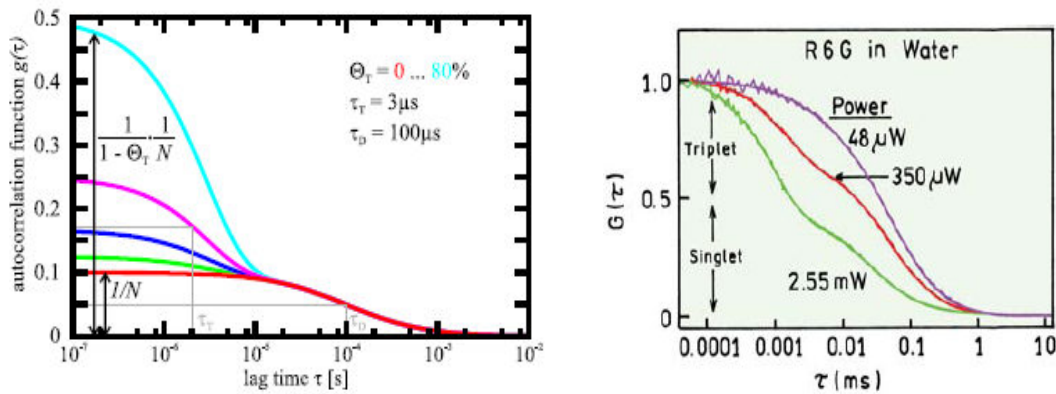 0.5
0.4
0.3
0.2
0.1
0
autocorrelation function g(τ)
Θ_T = 0 ... 80%
τ_T = 3µs
τ_D = 100µs
1/(1 - Θ_T) · 1/N
1/N
τ_T
τ_D
10⁻⁷
10⁻⁶
10⁻⁵
10⁻⁴
10⁻³
10⁻²
lag time τ [s]
R6G in Water
1.0
0.5
0
G(τ)
Power
48 µW
350 µW
2.55 mW
Triplet
Singlet
0.0001 0.001 0.01 0.1 1 10
τ (ms)